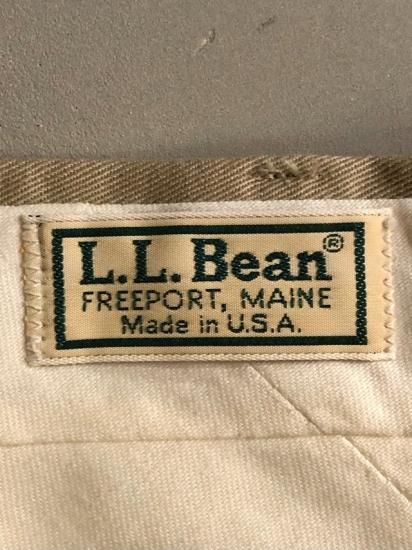 L.L.Bean®
FREEPORT, MAINE
Made in U.S.A.